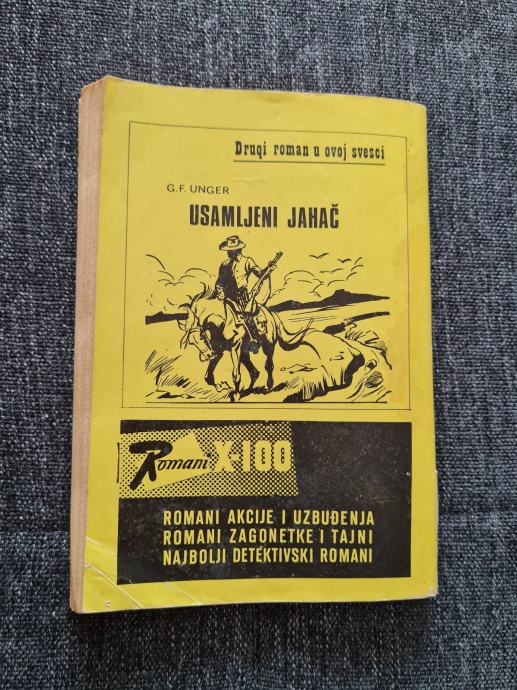 Drugi roman u ovoj svesci
G.F. UNGER
USAMLJENI JAHAČ
Romani X-100
ROMANI AKCIJE I UZBUĐENJA
ROMANI ZAGONETKE I TAJNI
NAJBOLJI DETEKTIVSKI ROMANI